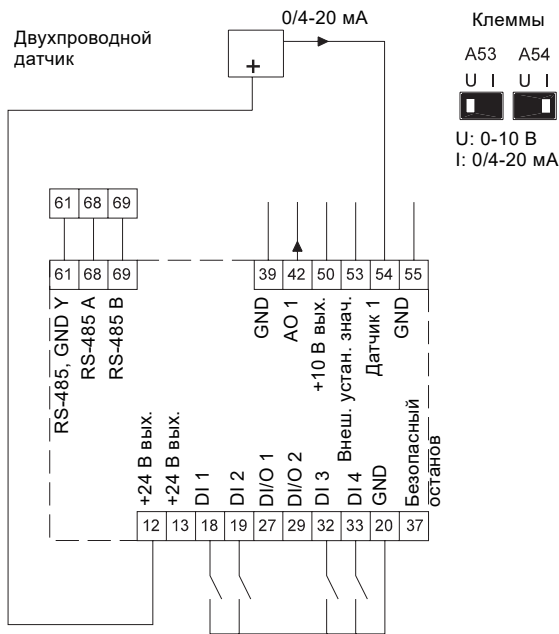 0/4-20 мА
Двухпроводной
датчик
+
Клеммы
A53 A54
U I U I
U: 0-10 В
I: 0/4-20 мА
61 68 69
61 68 69
39 42 50 53 54 55
RS-485, GND Y
RS-485 A
RS-485 B
GND
AO 1
+10 В вых.
Внеш. устан. знач.
Датчик 1
GND
+24 В вых.
+24 В вых.
DI 1
DI 2
DI/O 1
DI/O 2
DI 3
DI 4
GND
Безопасный
останов
12 13 18 19 27 29 32 33 20 37